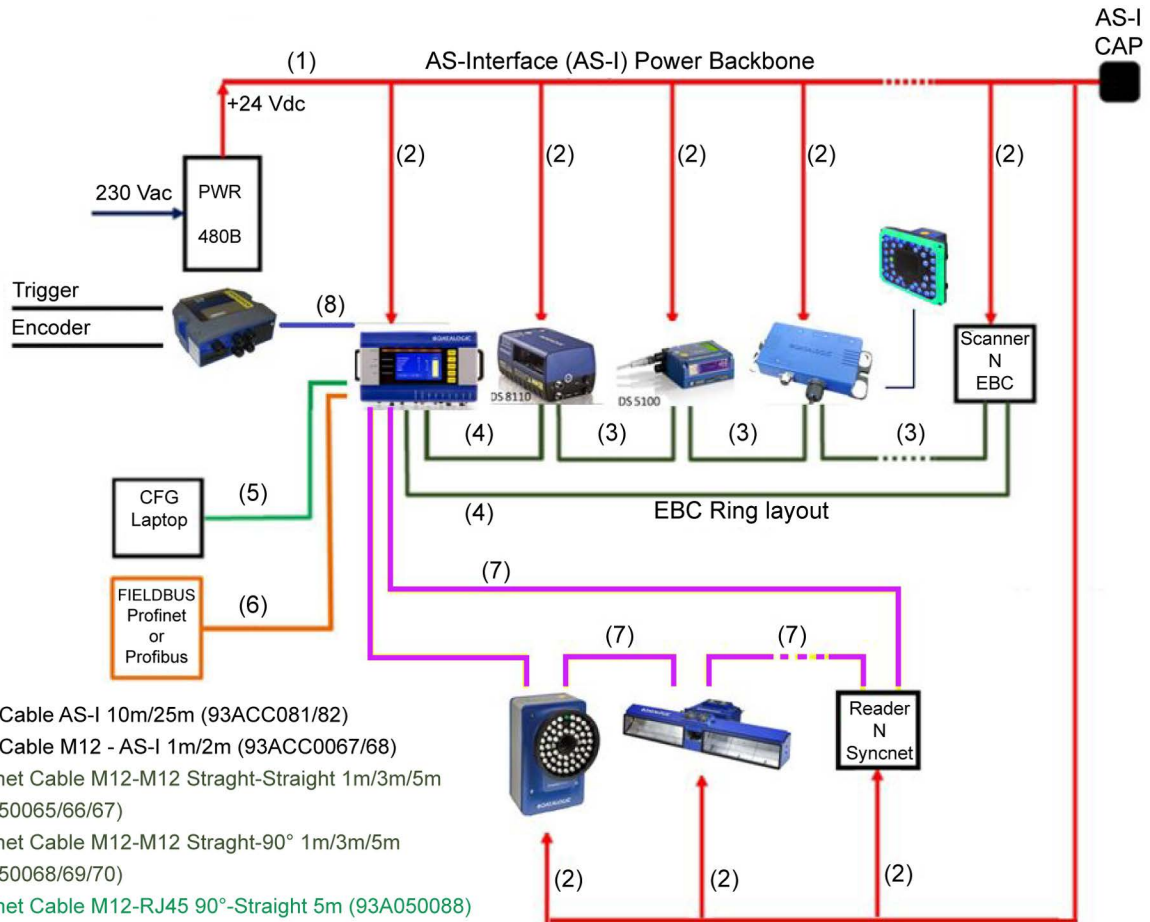 AS-I
CAP
(1)
AS-Interface (AS-I) Power Backbone
+24 Vdc
(2)
(2)
(2)
(2)
(2)
230 Vac
PWR
480B
Trigger
Encoder
(8)
DATALOGIC
DS 8110
DS 5100
DATALOGIC
Scanner
N
EBC
(4)
(3)
(3)
(3)
(4)
EBC Ring layout
CFG
Laptop
(5)
FIELDBUS
Profinet
or
Profibus
(6)
(7)
(7)
(7)
Reader
N
Syncnet
DATALOGIC
DATALOGIC
(2)
(2)
(2)
Cable AS-I 10m/25m (93ACC081/82)
Cable M12 - AS-I 1m/2m (93ACC0067/68)
net Cable M12-M12 Straght-Straight 1m/3m/5m
50065/66/67)
net Cable M12-M12 Straght-90° 1m/3m/5m
50068/69/70)
net Cable M12-RJ45 90°-Straight 5m (93A050088)